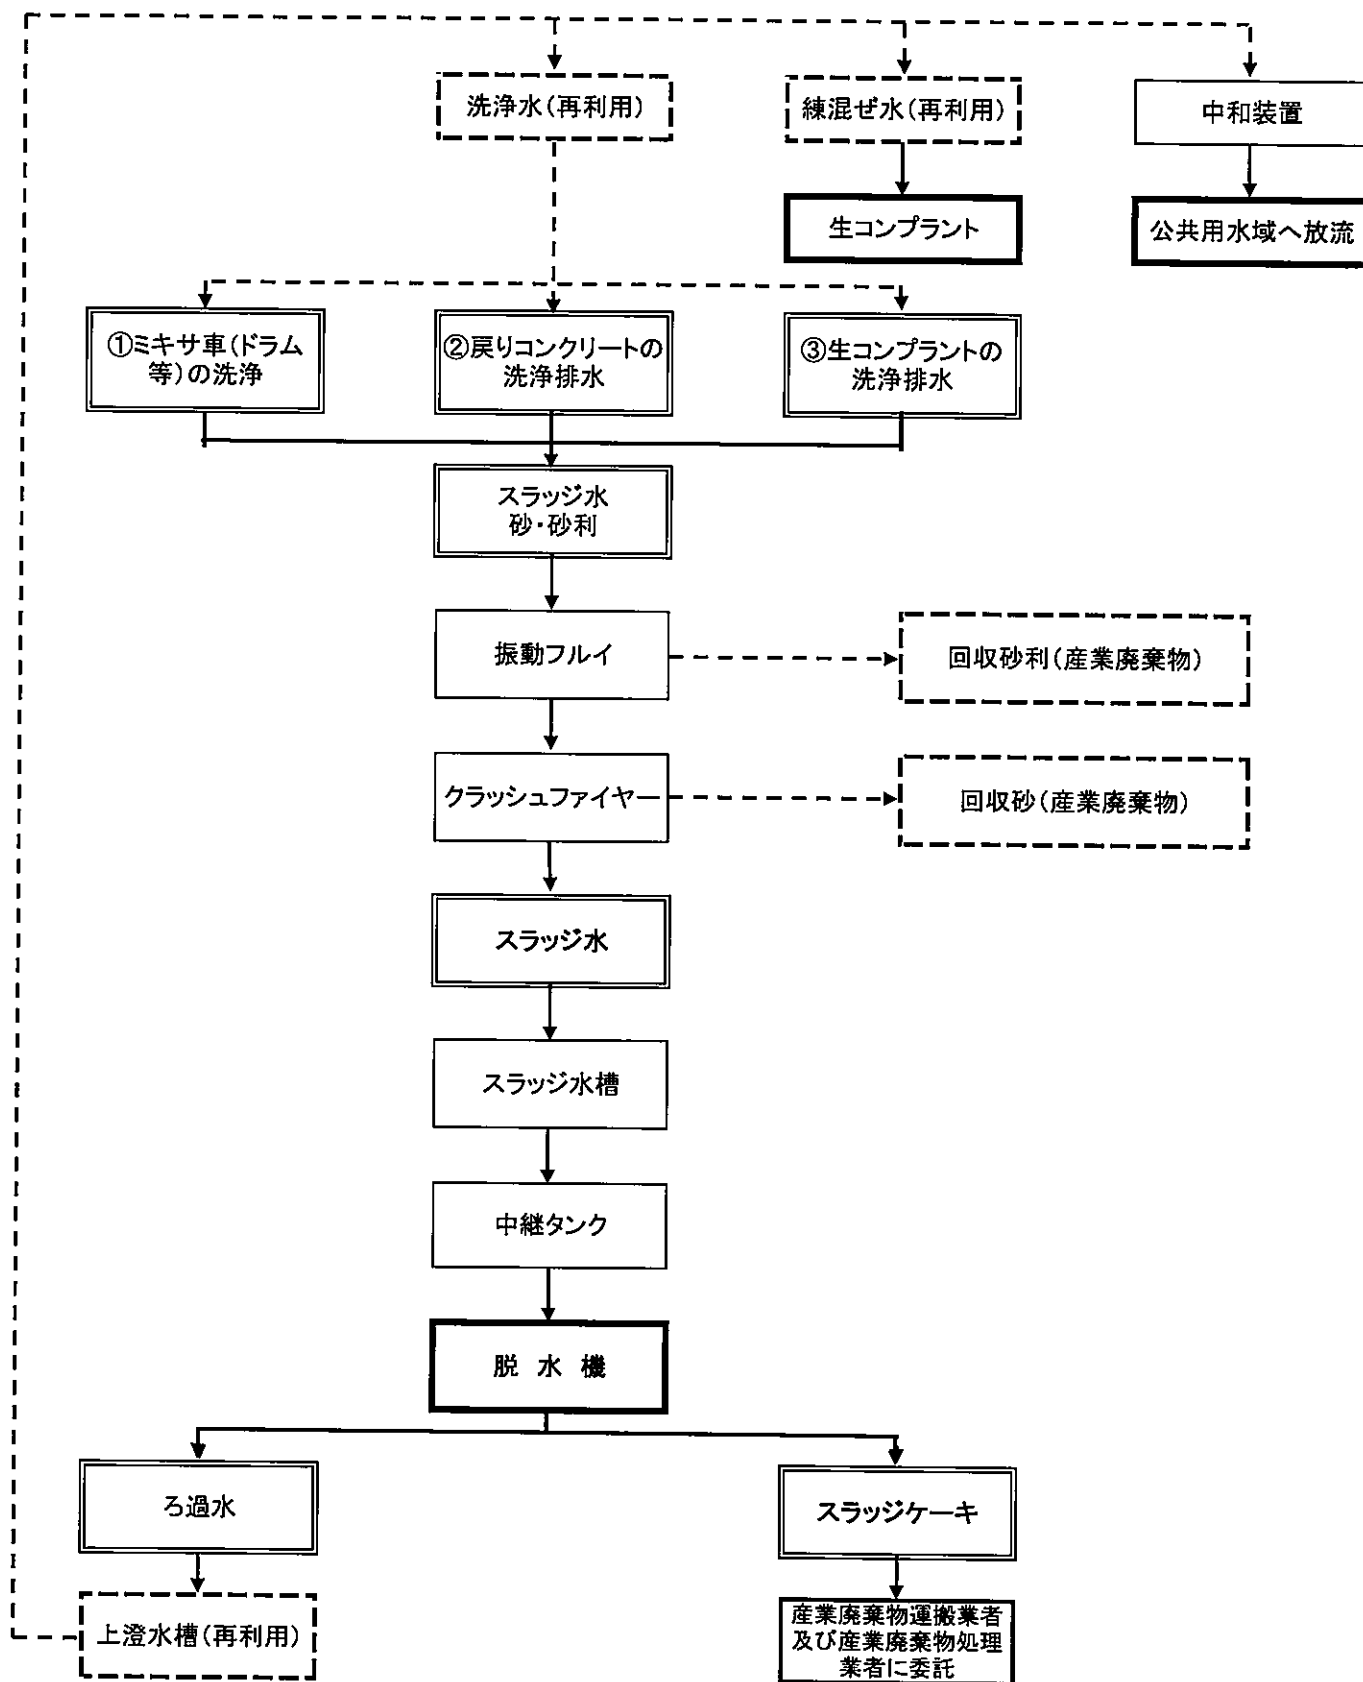 洗浄水(再利用)
練混ぜ水(再利用)
中和装置
生コンプラント
公共用水域へ放流
①ミキサ車(ドラム
等)の洗浄
②戻りコンクリートの
洗浄排水
③生コンプラントの
洗浄排水
スラッジ水
砂・砂利
振動フルイ
回収砂利(産業廃棄物)
クラッシュファイヤー
回収砂(産業廃棄物)
スラッジ水
スラッジ水槽
中継タンク
脱 水 機
ろ過水
スラッジケーキ
上澄水槽(再利用)
産業廃棄物運搬業者
及び産業廃棄物処理
業者に委託